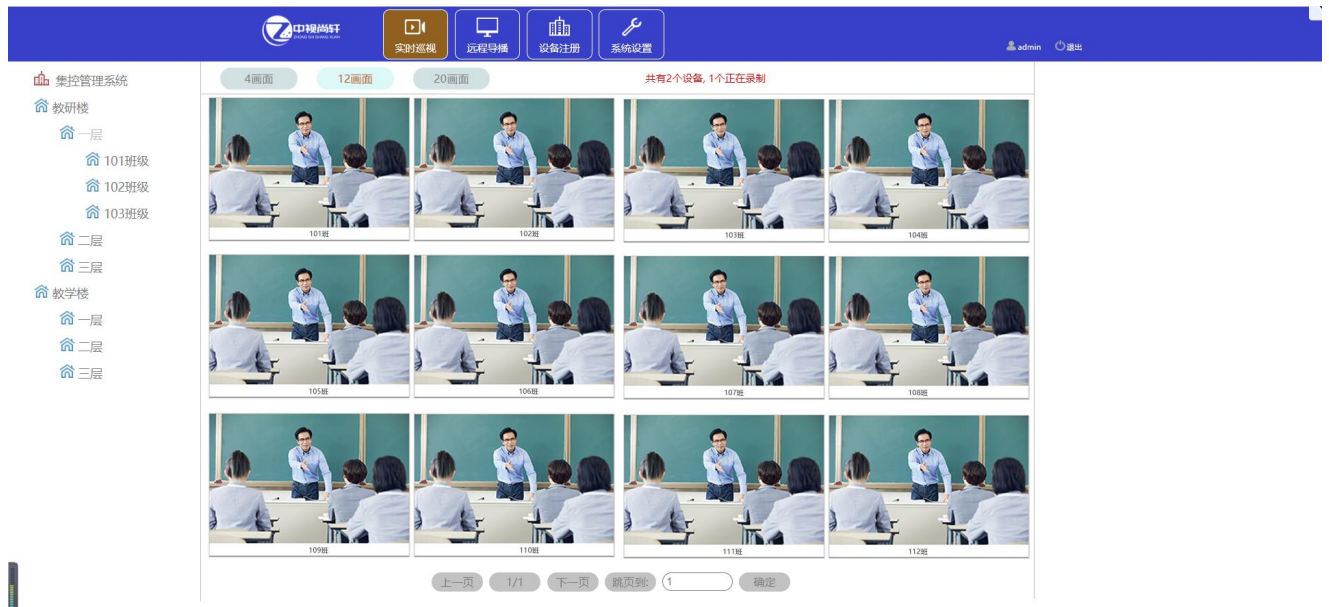 中视尚轩
ZHONG SHI SHANG XUAN
实时巡视
远程导播
设备注册
系统设置
admin
退出
集控管理系统
教研楼
一层
101班级
102班级
103班级
二层
三层
教学楼
一层
二层
三层
4画面
12画面
20画面
共有2个设备, 1个正在录制
101班
102班
103班
104班
105班
106班
107班
108班
109班
110班
111班
112班
上一页
1/1
下一页
跳页到:
1
确定